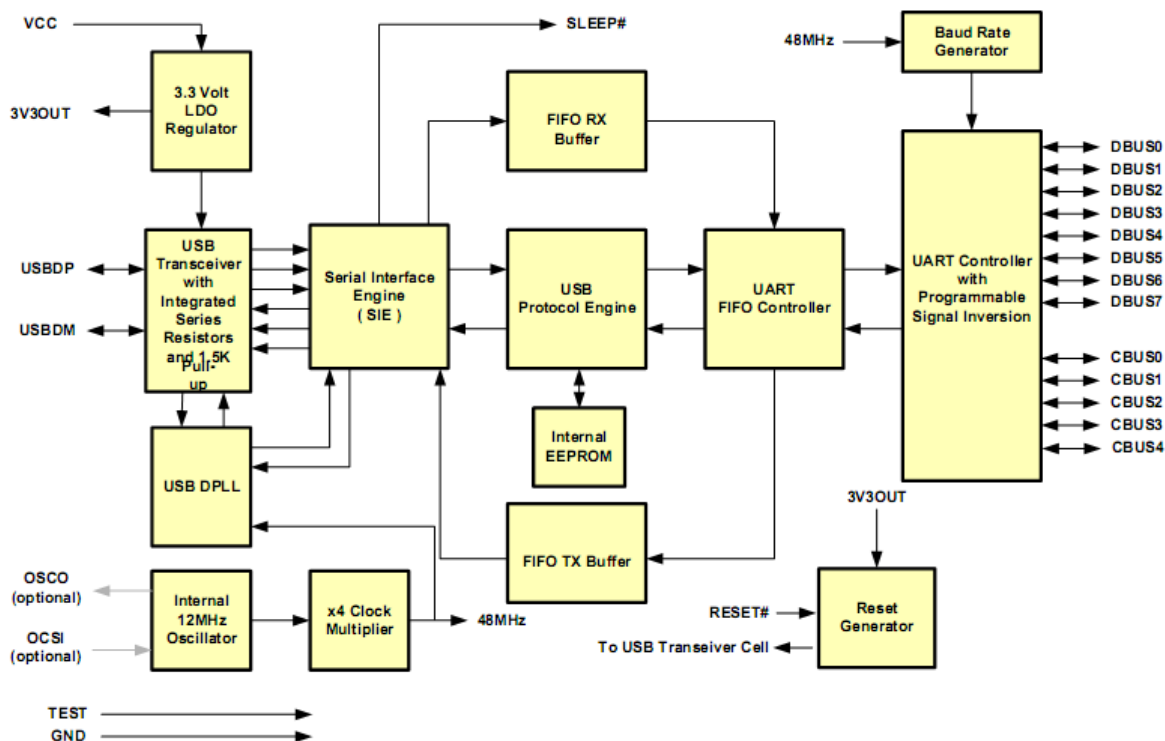 VCC
SLEEP#
48MHz
Baud Rate
Generator
3.3 Volt
LDO
Regulator
3V3OUT
FIFO RX
Buffer
DBUS0
DBUS1
DBUS2
DBUS3
DBUS4
DBUS5
DBUS6
DBUS7
USBDP
USBDM
USB
Transceiver
with
Integrated
Series
Resistors
and 1.5K
Pull-
up
Serial Interface
Engine
( SIE )
USB
Protocol Engine
UART
FIFO Controller
UART Controller
with
Programmable
Signal Inversion
CBUS0
CBUS1
CBUS2
CBUS3
CBUS4
Internal
EEPROM
USB DPLL
3V3OUT
FIFO TX Buffer
OSCO
(optional)
OCSI
(optional)
Internal
12MHz
Oscillator
x4 Clock
Multiplier
48MHz
RESET#
To USB Transeiver Cell
Reset
Generator
TEST
GND